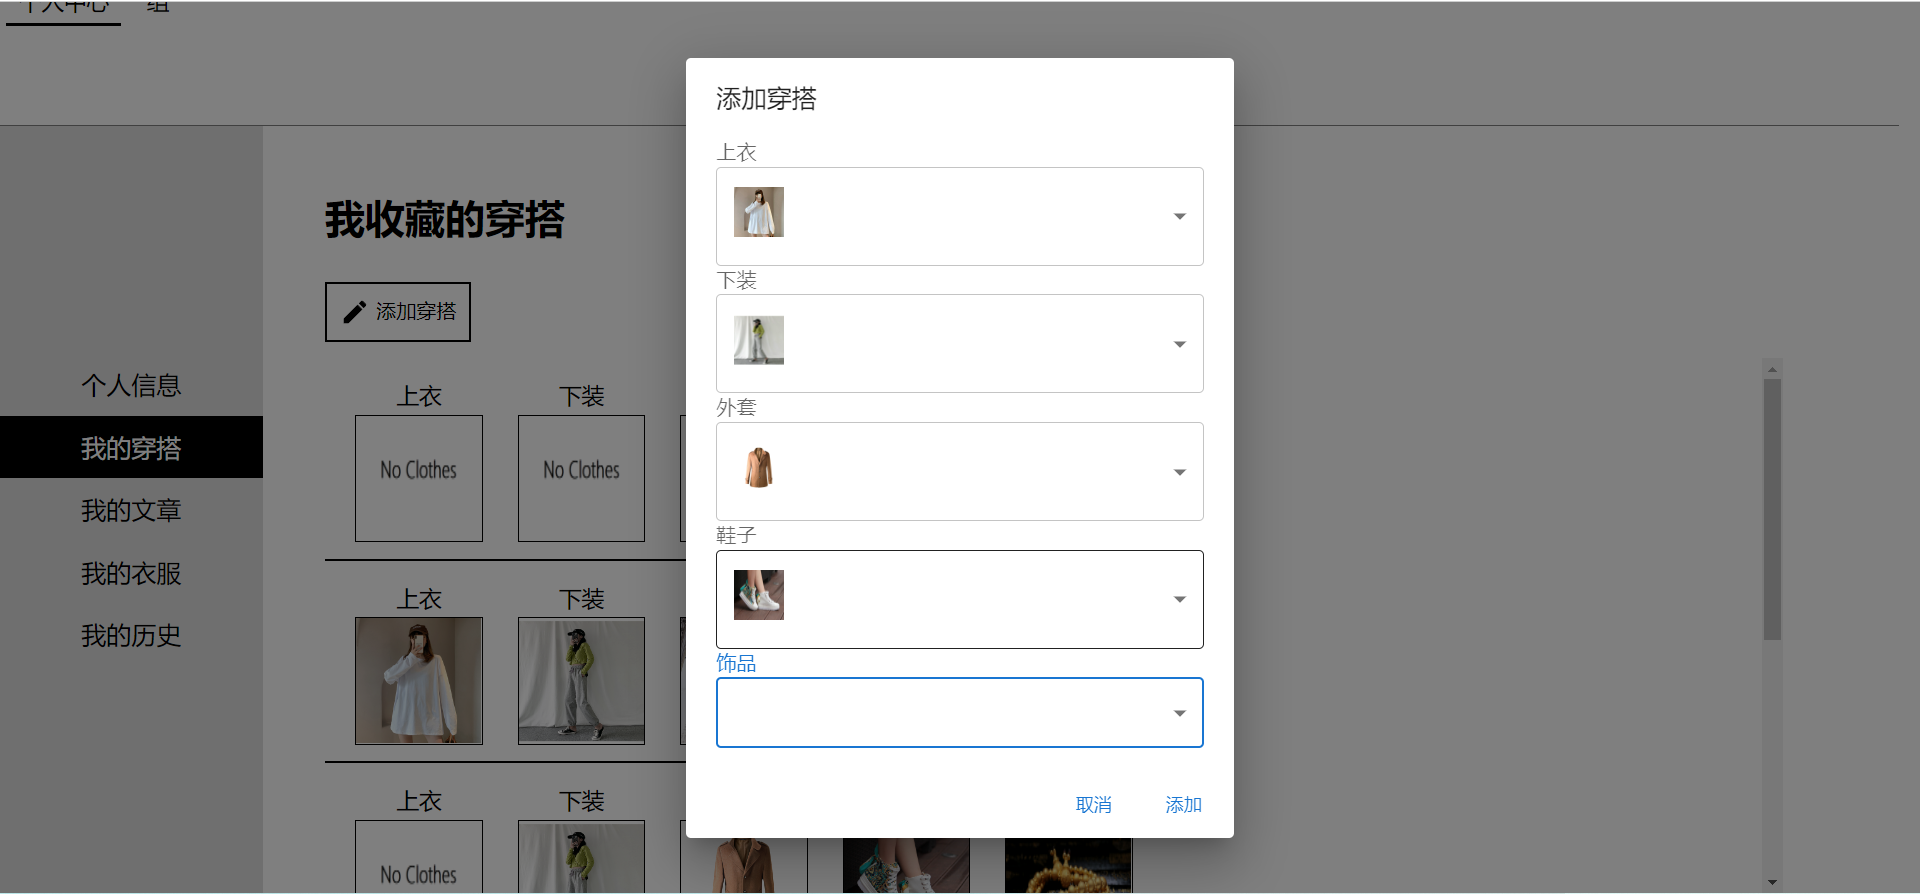 个人中心 组
添加穿搭
上衣
下装
外套
鞋子
饰品
取消 添加
我收藏的穿搭
添加穿搭
个人信息
我的穿搭
我的文章
我的衣服
我的历史
上衣 下装
No Clothes No Clothes
上衣 下装
上衣 下装
No Clothes